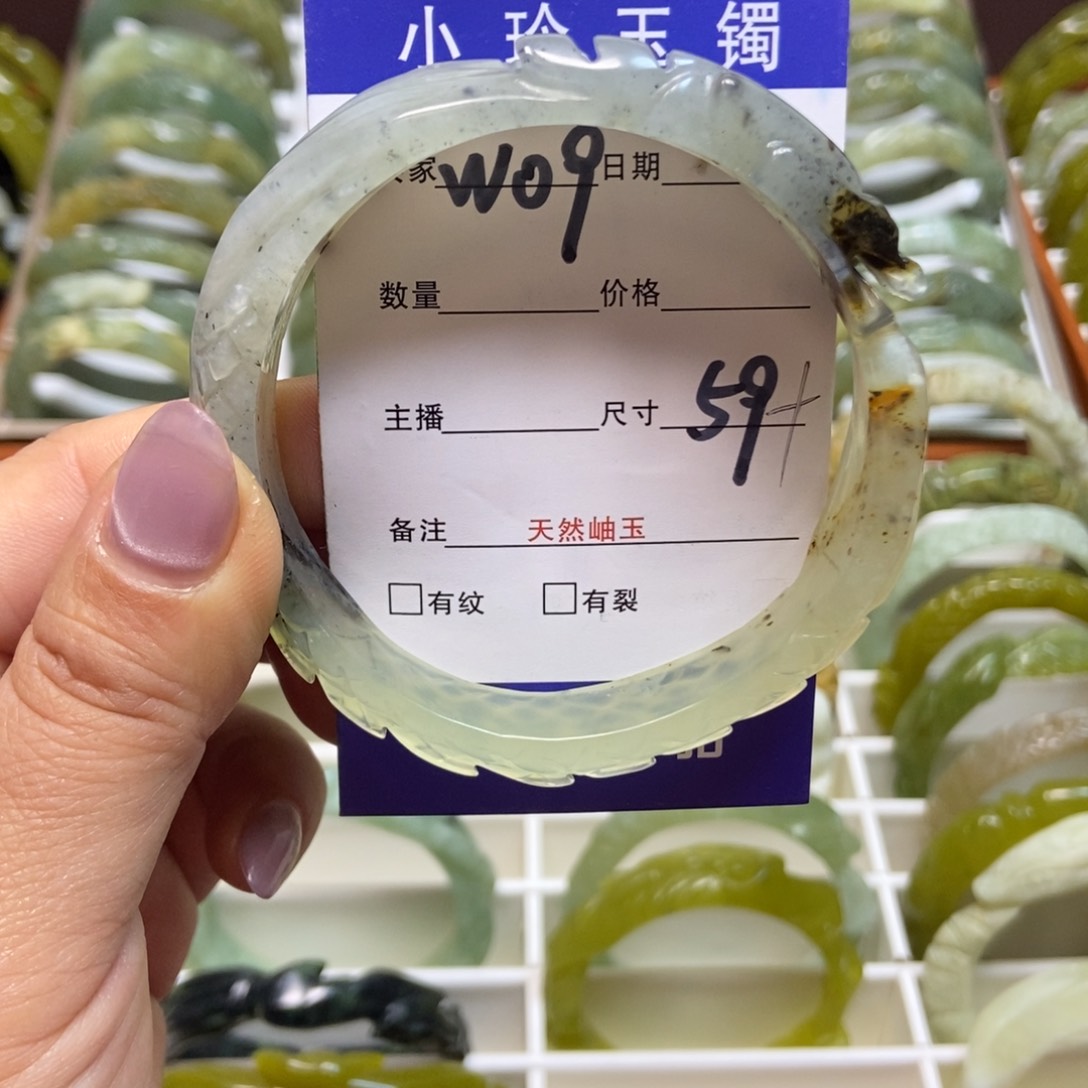 小珍玉镯
家 W09 日期
数量 价格
主播 尺寸 59+
备注 天然岫玉
□有纹 □有裂